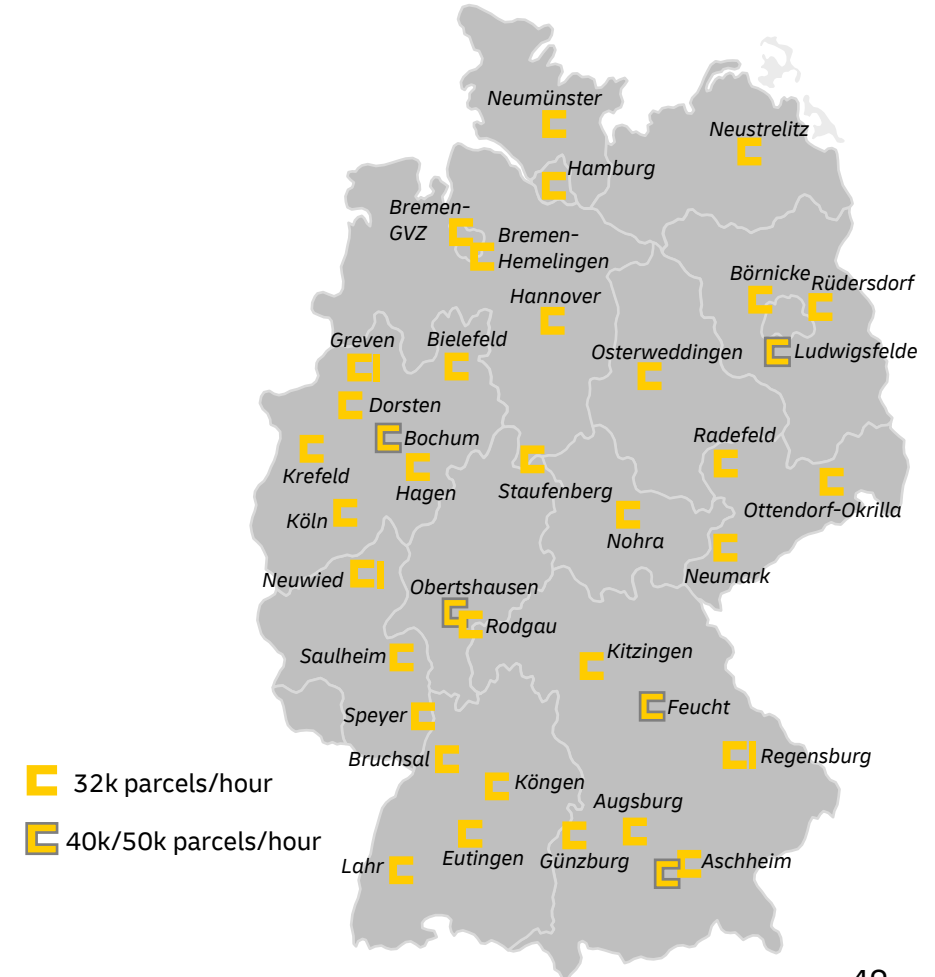 Neumünster
Neustrelitz
Hamburg
Bremen-
GVZ
Bremen-
Hemelingen
Börnicke
Rüdersdorf
Hannover
Greven
Bielefeld
Osterweddingen
Ludwigsfelde
Dorsten
Bochum
Radefeld
Krefeld
Hagen
Staufenberg
Ottendorf-Okrilla
Köln
Nohra
Neuwied
Neumark
Obertshausen
Rodgau
Saulheim
Kitzingen
Speyer
Feucht
Bruchsal
Regensburg
32k parcels/hour
Köngen
Augsburg
40k/50k parcels/hour
Lahr
Eutingen
Günzburg
Aschheim